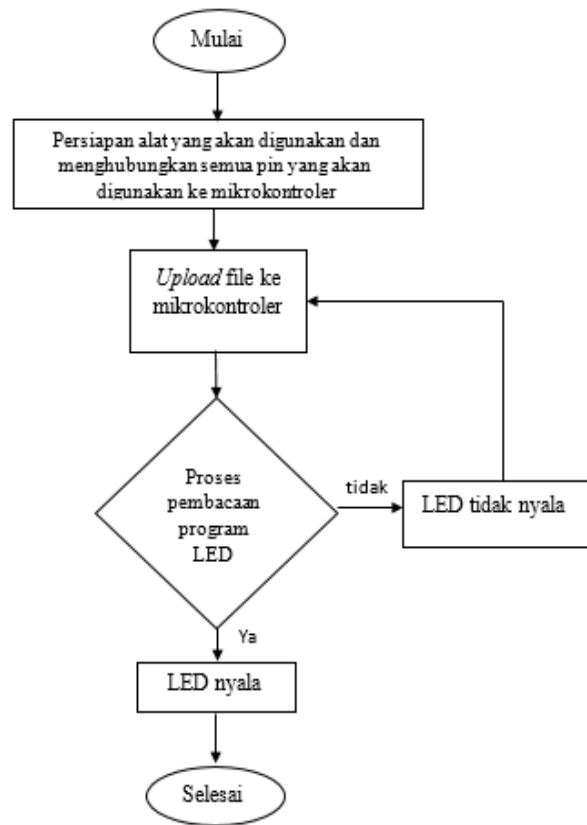 Mulai
Persiapan alat yang akan digunakan dan
menghubungkan semua pin yang akan
digunakan ke mikrokontroler
Upload file ke
mikrokontroler
Proses
pembacaan
program
LED
tidak
LED tidak nyala
Ya
LED nyala
Selesai